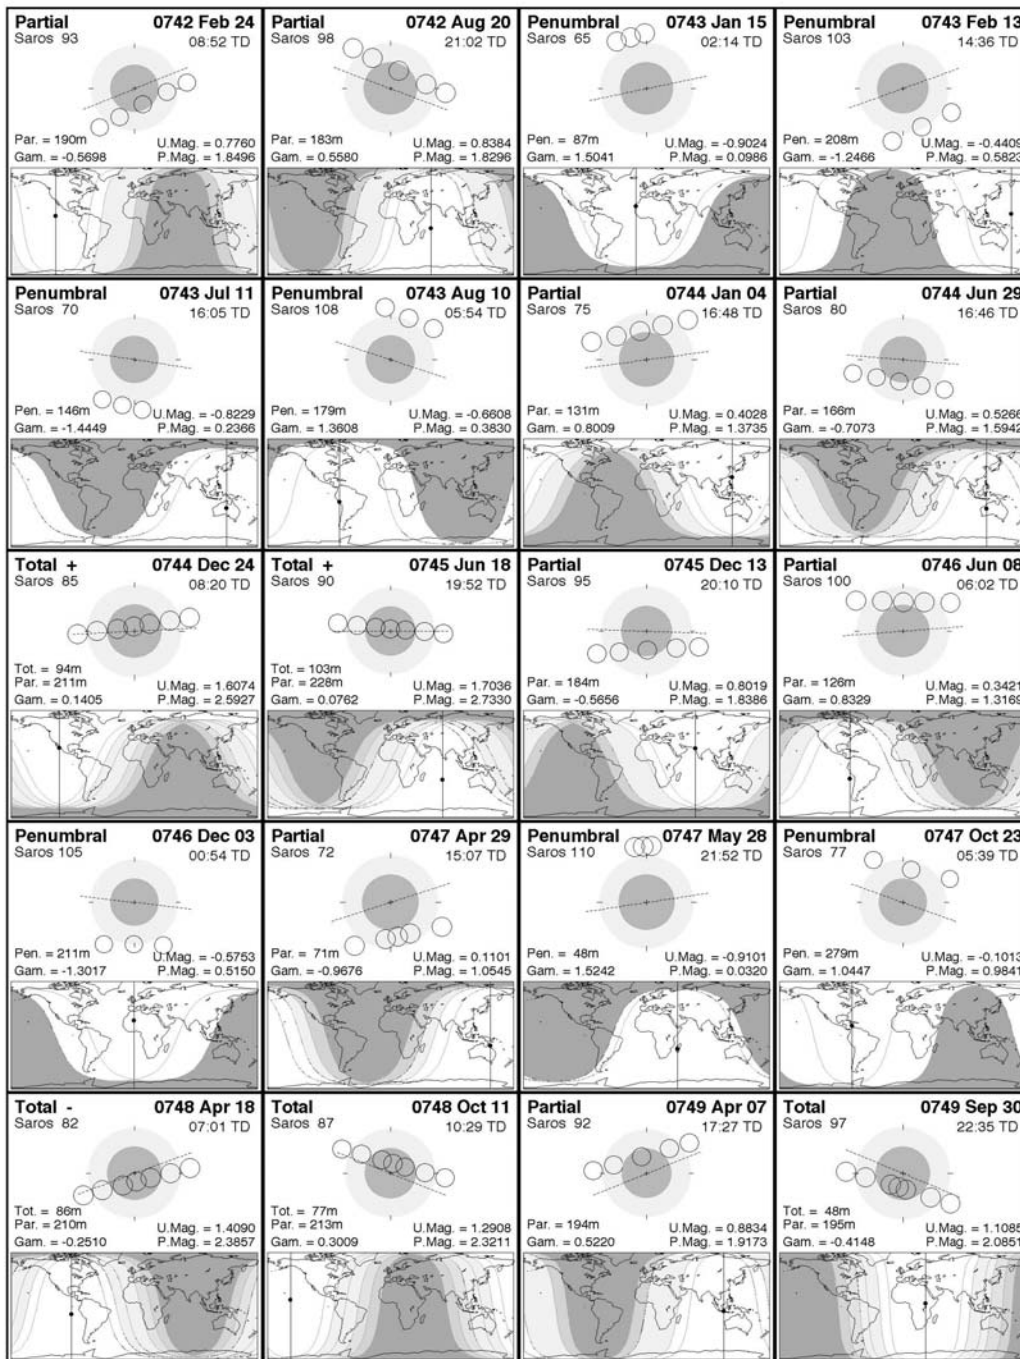 Partial 0742 Feb 24
Saros 93 08:52 TD
Par. = 190m U.Mag. = 0.7760
Gam. = -0.5698 P.Mag. = 1.8496
Partial 0742 Aug 20
Saros 98 21:02 TD
Par. = 183m U.Mag. = 0.8384
Gam. = 0.5580 P.Mag. = 1.8296
Penumbral 0743 Jan 15
Saros 65 02:14 TD
Pen. = 87m U.Mag. = -0.9024
Gam. = 1.5041 P.Mag. = 0.0986
Penumbral 0743 Feb 13
Saros 103 14:36 TD
Pen. = 208m U.Mag. = -0.4409
Gam. = -1.2466 P.Mag. = 0.5823
Penumbral 0743 Jul 11
Saros 70 16:05 TD
Pen. = 146m U.Mag. = -0.8229
Gam. = -1.4449 P.Mag. = 0.2366
Penumbral 0743 Aug 10
Saros 108 05:54 TD
Pen. = 179m U.Mag. = -0.6608
Gam. = 1.3608 P.Mag. = 0.3830
Partial 0744 Jan 04
Saros 75 16:48 TD
Par. = 131m U.Mag. = 0.4028
Gam. = 0.8009 P.Mag. = 1.3735
Partial 0744 Jun 29
Saros 80 16:46 TD
Par. = 166m U.Mag. = 0.5266
Gam. = -0.7073 P.Mag. = 1.5942
Total + 0744 Dec 24
Saros 85 08:20 TD
Tot. = 94m
Par. = 211m U.Mag. = 1.6074
Gam. = 0.1405 P.Mag. = 2.5927
Total + 0745 Jun 18
Saros 90 19:52 TD
Tot. = 103m
Par. = 228m U.Mag. = 1.7036
Gam. = 0.0762 P.Mag. = 2.7330
Partial 0745 Dec 13
Saros 95 20:10 TD
Par. = 184m U.Mag. = 0.8019
Gam. = -0.5656 P.Mag. = 1.8386
Partial 0746 Jun 08
Saros 100 06:02 TD
Par. = 126m U.Mag. = 0.3421
Gam. = 0.8329 P.Mag. = 1.3169
Penumbral 0746 Dec 03
Saros 105 00:54 TD
Pen. = 211m U.Mag. = -0.5753
Gam. = -1.3017 P.Mag. = 0.5150
Partial 0747 Apr 29
Saros 72 15:07 TD
Par. = 71m U.Mag. = 0.1101
Gam. = -0.9676 P.Mag. = 1.0545
Penumbral 0747 May 28
Saros 110 21:52 TD
Pen. = 48m U.Mag. = -0.9101
Gam. = 1.5242 P.Mag. = 0.0320
Penumbral 0747 Oct 23
Saros 77 05:39 TD
Pen. = 279m U.Mag. = -0.1013
Gam. = 1.0447 P.Mag. = 0.9841
Total - 0748 Apr 18
Saros 82 07:01 TD
Tot. = 86m
Par. = 210m U.Mag. = 1.4090
Gam. = -0.2510 P.Mag. = 2.3857
Total 0748 Oct 11
Saros 87 10:29 TD
Tot. = 77m
Par. = 213m U.Mag. = 1.2908
Gam. = 0.3009 P.Mag. = 2.3211
Partial 0749 Apr 07
Saros 92 17:27 TD
Par. = 194m U.Mag. = 0.8834
Gam. = 0.5220 P.Mag. = 1.9173
Total 0749 Sep 30
Saros 97 22:35 TD
Tot. = 48m
Par. = 195m U.Mag. = 1.1085
Gam. = -0.4148 P.Mag. = 2.0851